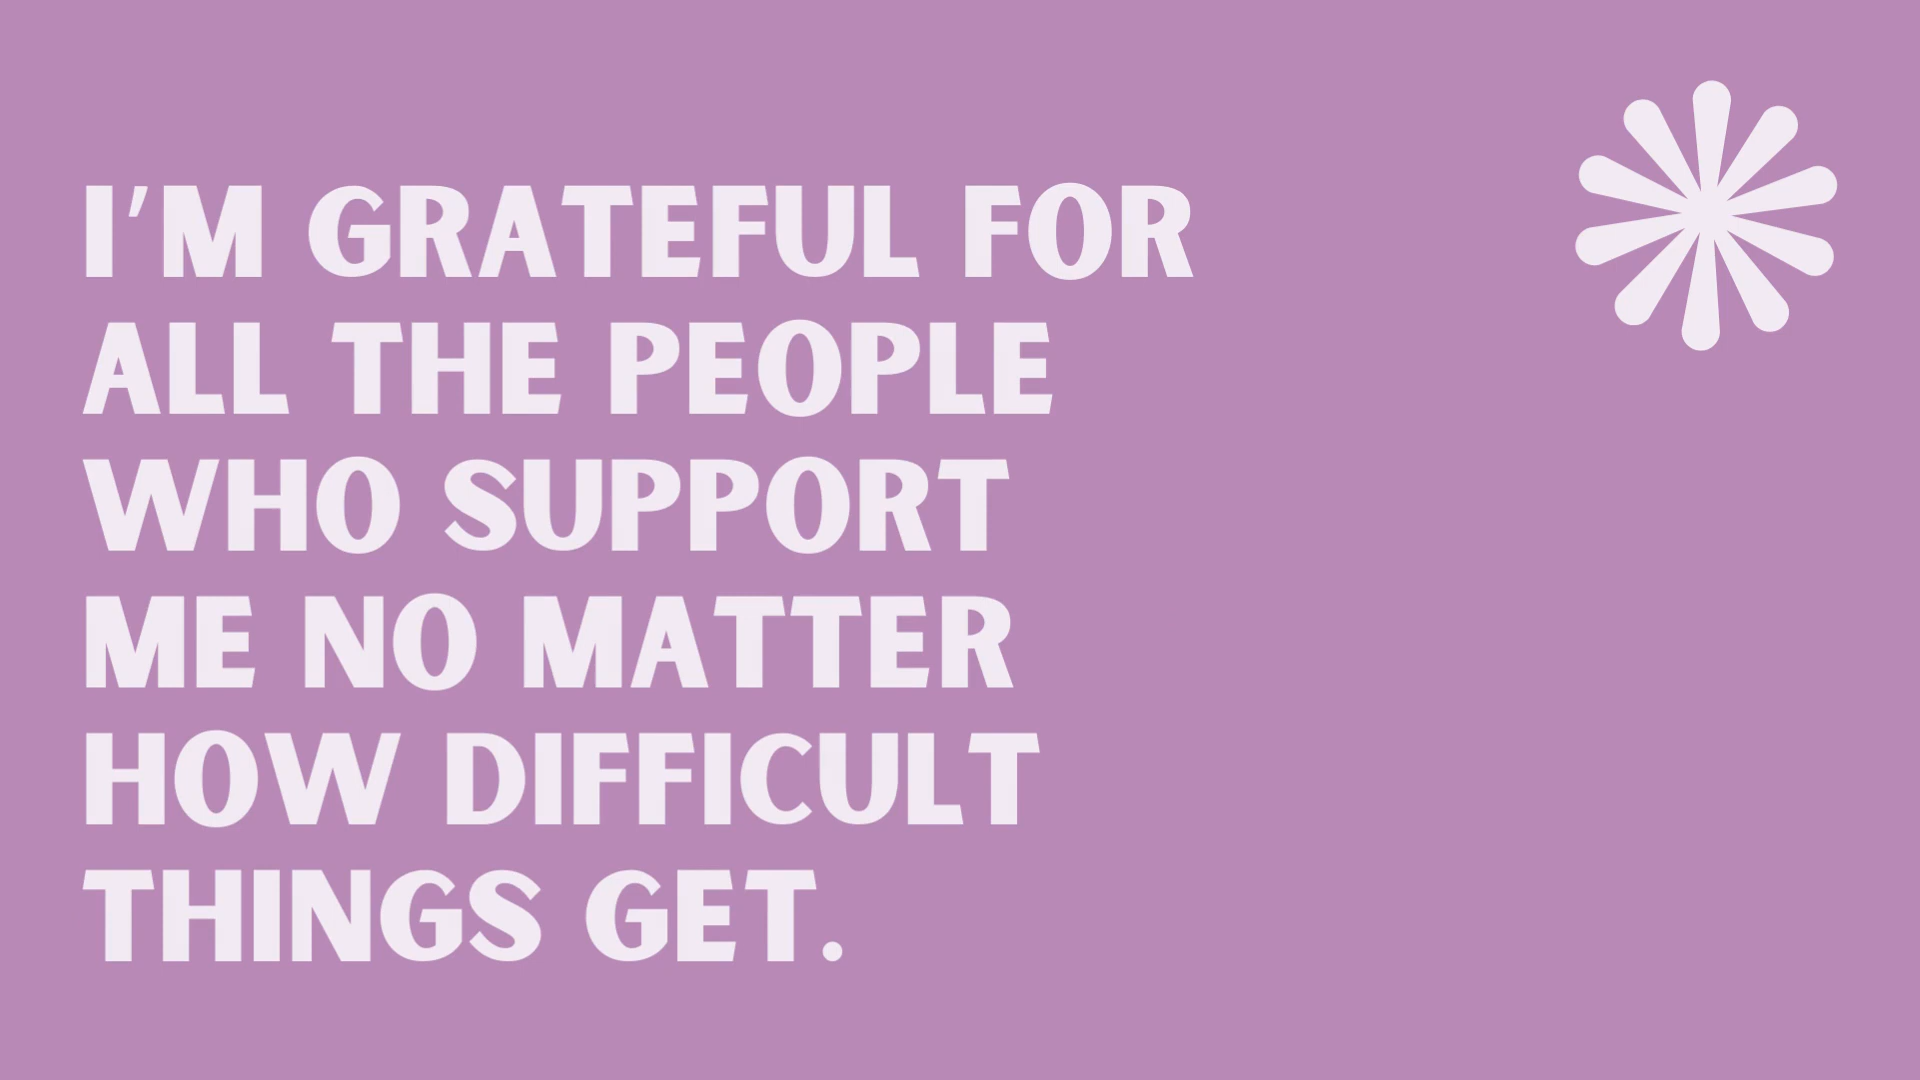 I'M GRATEFUL FOR
ALL THE PEOPLE
WHO SUPPORT
ME NO MATTER
HOW DIFFICULT
THINGS GET.